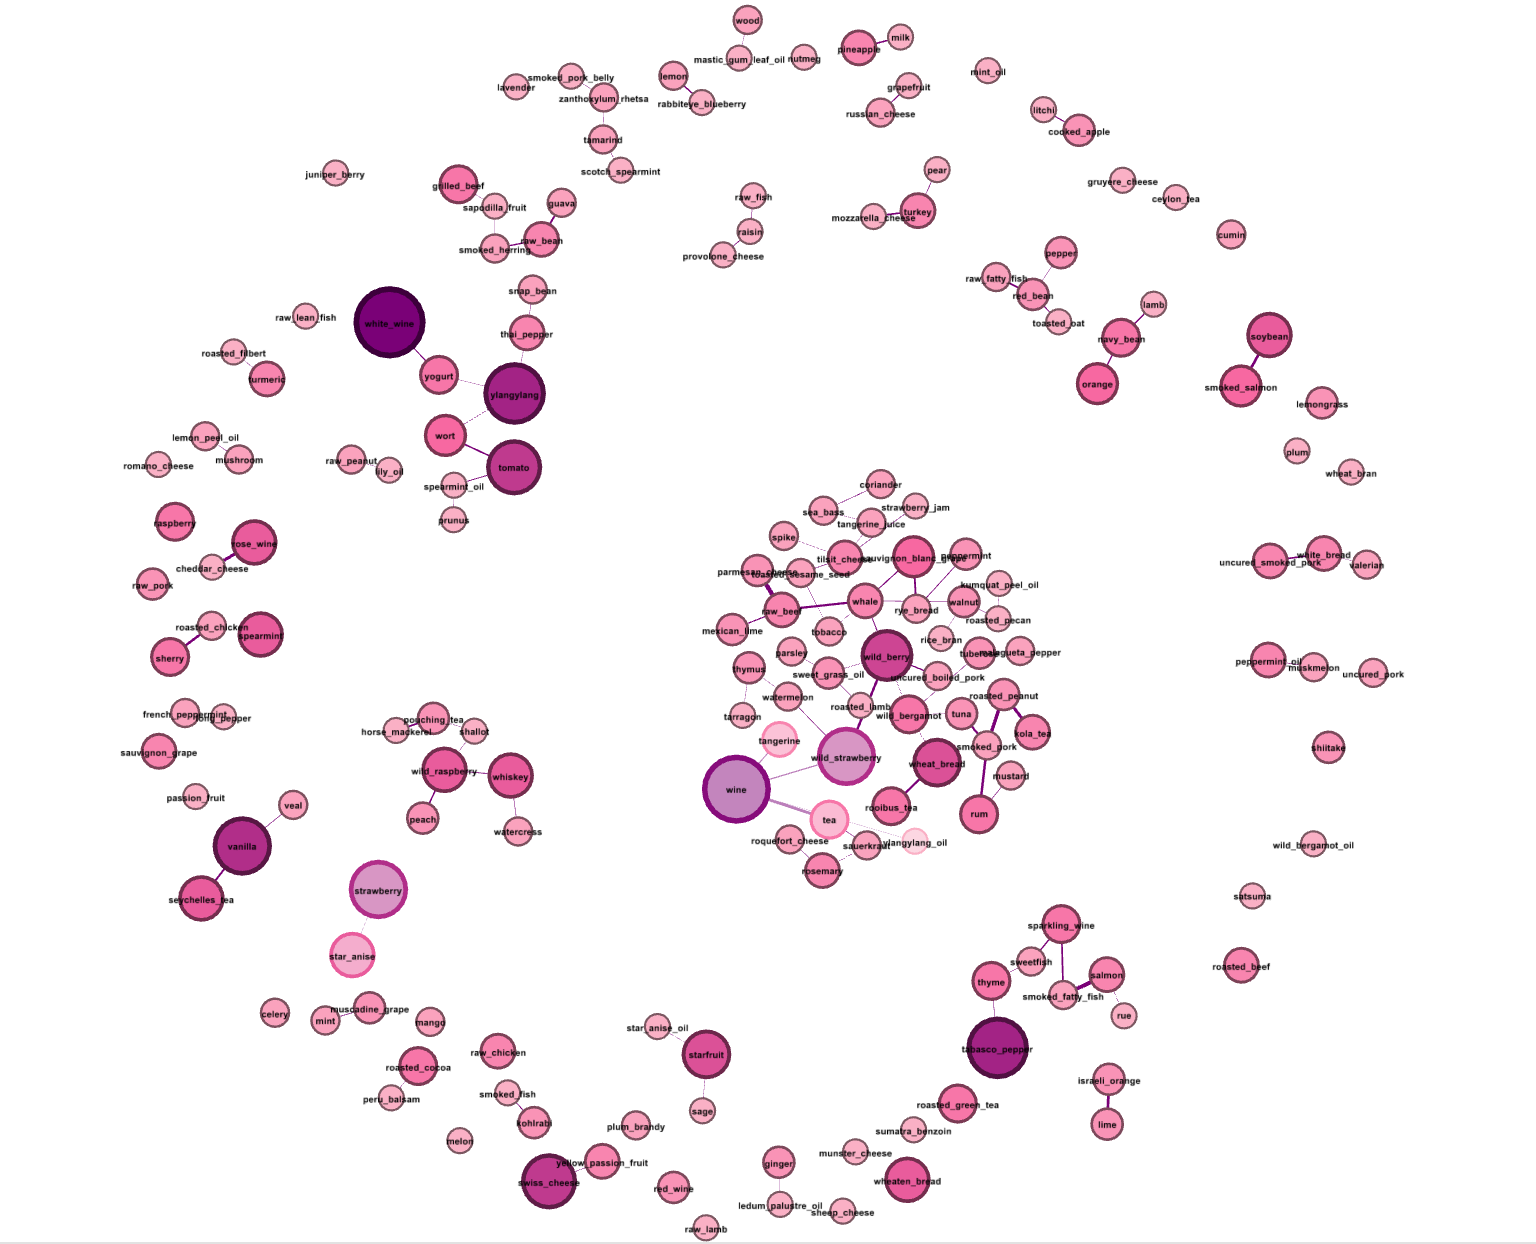 wood
mastic_gum_leaf_oil
nutmeg
pineapple
milk
mint_oil
lavender
smoked_pork_belly
zanthoxylum_rhetsa
tamarind
scotch_spearmint
lemon
rabbiteye_blueberry
grapefruit
russian_cheese
litchi
cooked_apple
juniper_berry
grilled_beef
sapodilla_fruit
guava
raw_bean
smoked_herring
raw_fish
raisin
provolone_cheese
pear
mozzarella_cheese
turkey
gruyere_cheese
ceylon_tea
cumin
pepper
raw_fatty_fish
red_bean
toasted_oat
lamb
navy_bean
orange
soybean
smoked_salmon
lemongrass
plum
wheat_bran
snap_bean
thai_pepper
white_wine
yogurt
ylangylang
wort
tomato
spearmint_oil
prunus
raw_lean_fish
roasted_filbert
turmeric
lemon_peel_oil
mushroom
romano_cheese
raw_peanut
lily_oil
raspberry
rose_wine
cheddar_cheese
raw_pork
roasted_chicken
spearmint
sherry
coriander
sea_bass
strawberry_jam
tangerine_juice
spike
tilsit_cheese
sauvignon_blanc_grape
peppermint
parmesan_cheese
toasted_sesame_seed
kumquat_peel_oil
whale
rye_bread
walnut
raw_beef
roasted_pecan
mexican_lime
tobacco
rice_bran
parsley
wild_berry
tuberose
malagueta_pepper
thymus
sweet_grass_oil
uncured_boiled_pork
watermelon
roasted_lamb
roasted_peanut
tarragon
wild_bergamot
tuna
kola_tea
tangerine
smoked_pork
wild_strawberry
wheat_bread
mustard
wine
rooibus_tea
rum
tea
roquefort_cheese
sauerkraut
ylangylang_oil
rosemary
uncured_smoked_pork
white_bread
valerian
peppermint_oil
muskmelon
uncured_pork
shiitake
wild_bergamot_oil
satsuma
roasted_beef
french_peppermint
long_pepper
sauvignon_grape
passion_fruit
veal
vanilla
seychelles_tea
pouching_tea
horse_mackerel
shallot
wild_raspberry
whiskey
peach
watercress
strawberry
star_anise
celery
mint
muscadine_grape
mango
roasted_cocoa
peru_balsam
raw_chicken
smoked_fish
kohlrabi
melon
star_anise_oil
starfruit
sage
plum_brandy
yellow_passion_fruit
swiss_cheese
red_wine
raw_lamb
ginger
ledum_palustre_oil
sheep_cheese
munster_cheese
sumatra_benzoin
wheaten_bread
roasted_green_tea
tabasco_pepper
thyme
sweetfish
sparkling_wine
salmon
smoked_fatty_fish
rue
israeli_orange
lime